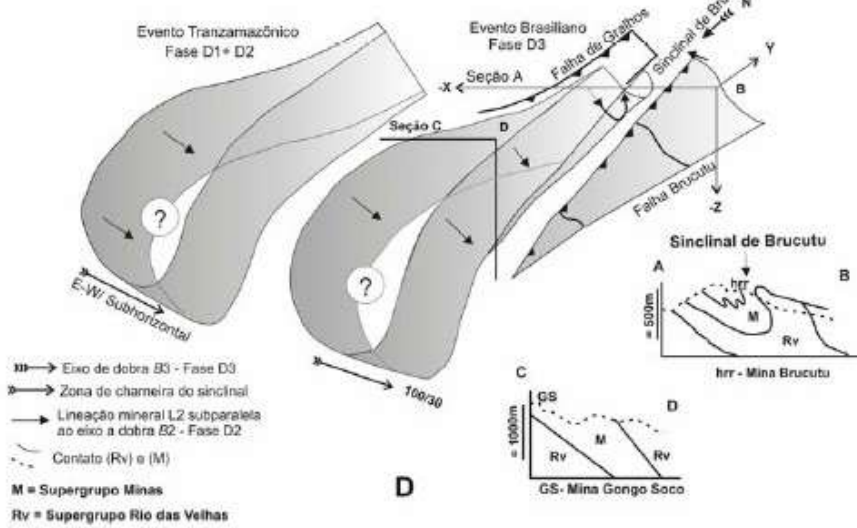 Evento Tranzamazônico
Fase D1+ D2
Evento Brasiliano
Fase D3
Falha de Gralhos
Sinclinal de
N
Y
-X
Seção A
B
Seção C
D
-Z
Falha Brucutu
?
?
E-W/ Subhorizontal
100/30
Sinclinal de Brucutu
A
B
hrr
M
Rv
= 500m
hrr - Mina Brucutu
C
GS
D
M
Rv
Rv
= 1000m
GS- Mina Gongo Soco
Eixo de dobra B3 - Fase D3
Zona de charneira do sinclinal
Lineação mineral L2 subparalela
ao eixo a dobra B2 - Fase D2
Contato (Rv) e (M)
M = Supergrupo Minas
Rv = Supergrupo Rio das Velhas
D